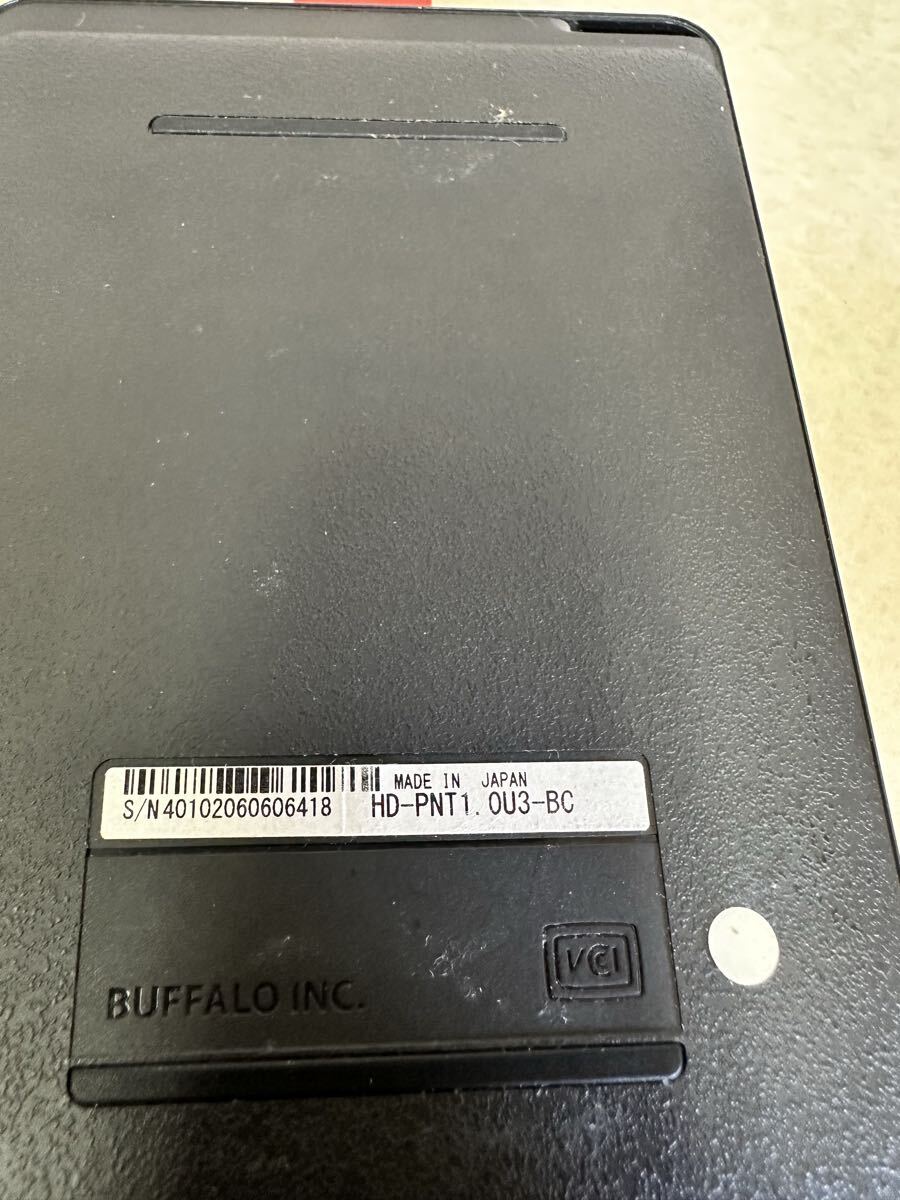 MADE IN JAPAN
S/N40102060606418 HD-PNT1.0U3-BC
BUFFALO INC.
VCI